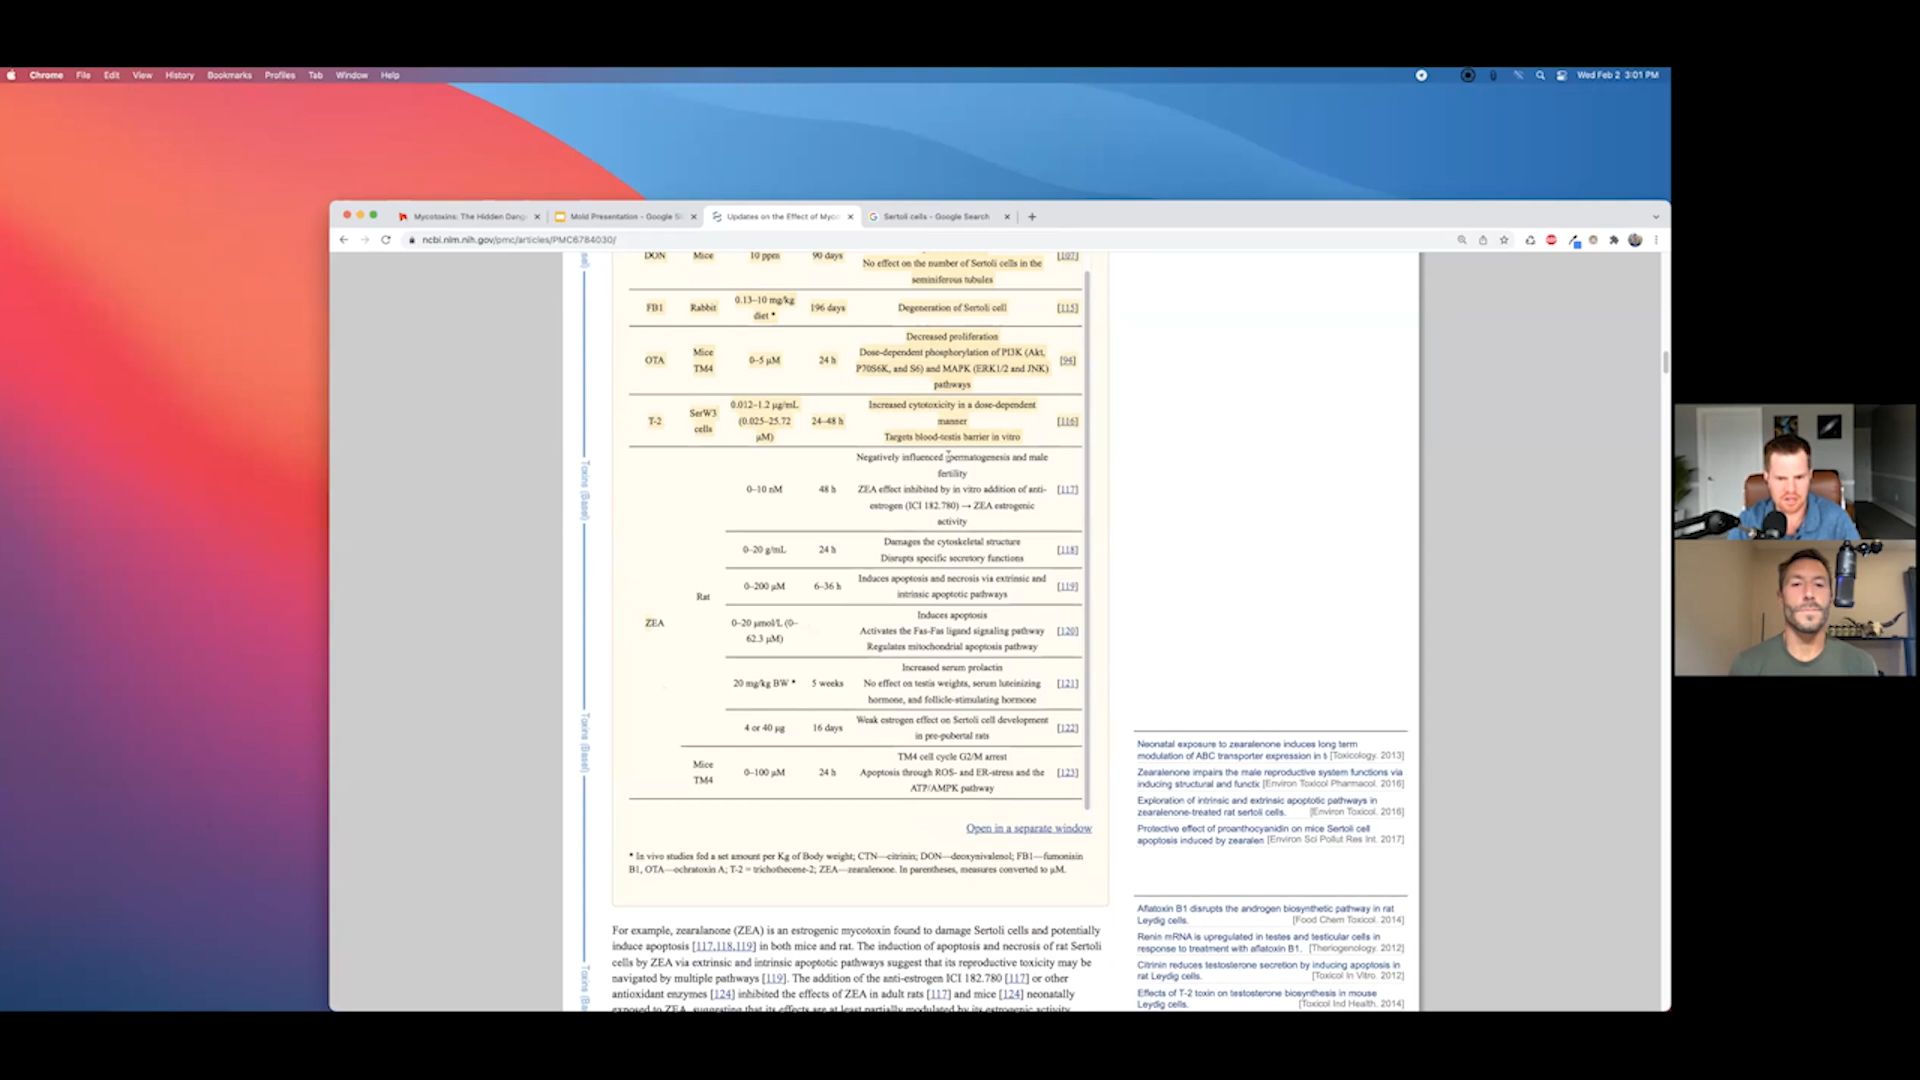 Chrome File Edit View History Bookmarks Profiles Tab Window Help
Wed Feb 2 3:01 PM
Mycotoxins: The Hidden Dang
Mold Presentation - Google Sl
Updates on the Effect of Myco
Sertoli cells - Google Search
ncbi.nlm.nih.gov/pmc/articles/PMC6784030/
DON Mice 10 ppm 90 days [107]
No effect on the number of Sertoli cells in the
seminiferous tubules
FB1 Rabbit 0.13–10 mg/kg diet * 196 days Degeneration of Sertoli cell [115]
OTA Mice TM4 0–5 μM 24 h [94]
Decreased proliferation
Dose-dependent phosphorylation of PI3K (Akt,
P70S6K, and S6) and MAPK (ERK1/2 and JNK)
pathways
T-2 SerW3 cells 0.012–1.2 μg/mL (0.025–25.72 μM) 24–48 h [116]
Increased cytotoxicity in a dose-dependent
manner
Targets blood-testis barrier in vitro
ZEA
Rat
0–10 nM 48 h [117]
Negatively influenced spermatogenesis and male
fertility
ZEA effect inhibited by in vitro addition of anti-
estrogen (ICI 182.780) → ZEA estrogenic
activity
0–20 g/mL 24 h [118]
Damages the cytoskeletal structure
Disrupts specific secretory functions
0–200 μM 6–36 h [119]
Induces apoptosis and necrosis via extrinsic and
intrinsic apoptotic pathways
0–20 μmol/L (0–
62.3 μM)
[120]
Induces apoptosis
Activates the Fas-Fas ligand signaling pathway
Regulates mitochondrial apoptosis pathway
20 mg/kg BW * 5 weeks [121]
Increased serum prolactin
No effect on testis weights, serum luteinizing
hormone, and follicle-stimulating hormone
4 or 40 μg 16 days [122]
Weak estrogen effect on Sertoli cell development
in pre-pubertal rats
Mice TM4 0–100 μM 24 h [123]
TM4 cell cycle G2/M arrest
Apoptosis through ROS- and ER-stress and the
ATP/AMPK pathway
Open in a separate window
* In vivo studies fed a set amount per Kg of Body weight; CTN—citrinin; DON—deoxynivalenol; FB1—fumonisin
B1, OTA—ochratoxin A; T-2 = trichothecene-2; ZEA—zearalenone. In parentheses, measures converted to μM.
For example, zearalanone (ZEA) is an estrogenic mycotoxin found to damage Sertoli cells and potentially
induce apoptosis [117,118,119] in both mice and rat. The induction of apoptosis and necrosis of rat Sertoli
cells by ZEA via extrinsic and intrinsic apoptotic pathways suggest that its reproductive toxicity may be
navigated by multiple pathways [119]. The addition of the anti-estrogen ICI 182.780 [117] or other
antioxidant enzymes [124] inhibited the effects of ZEA in adult rats [117] and mice [124] neonatally
exposed to ZEA, suggesting that its effects are at least partially modulated by its estrogenic activity
Toxins (Basel)
Toxins (Basel)
Toxins (Ba
Neonatal exposure to zearalenone induces long term
modulation of ABC transporter expression in t [Toxicology. 2013]
Zearalenone impairs the male reproductive system functions via
inducing structural and functic [Environ Toxicol Pharmacol. 2016]
Exploration of intrinsic and extrinsic apoptotic pathways in
zearalenone-treated rat sertoli cells. [Environ Toxicol. 2016]
Protective effect of proanthocyanidin on mice Sertoli cell
apoptosis induced by zearalen [Environ Sci Pollut Res Int. 2017]
Aflatoxin B1 disrupts the androgen biosynthetic pathway in rat
Leydig cells. [Food Chem Toxicol. 2014]
Renin mRNA is upregulated in testes and testicular cells in
response to treatment with aflatoxin B1. [Theriogenology. 2012]
Citrinin reduces testosterone secretion by inducing apoptosis in
rat Leydig cells. [Toxicol In Vitro. 2012]
Effects of T-2 toxin on testosterone biosynthesis in mouse
Leydig cells. [Toxicol Ind Health. 2014]